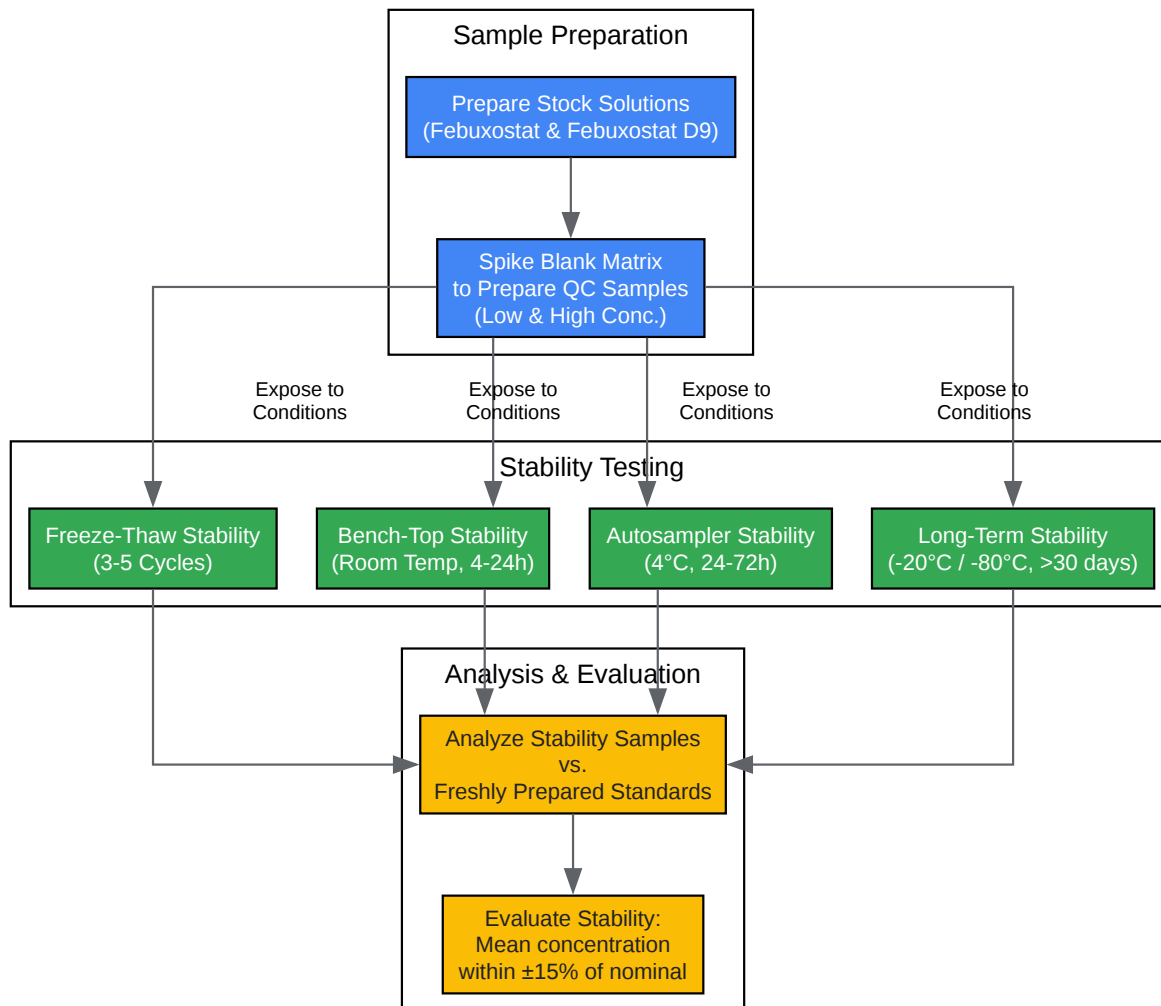 Sample Preparation
Prepare Stock Solutions
(Febuxostat & Febuxostat D9)
Spike Blank Matrix
to Prepare QC Samples
(Low & High Conc.)
Expose to
Conditions
Expose to
Conditions
Expose to
Conditions
Expose to
Conditions
Stability Testing
Freeze-Thaw Stability
(3-5 Cycles)
Bench-Top Stability
(Room Temp, 4-24h)
Autosampler Stability
(4°C, 24-72h)
Long-Term Stability
(-20°C / -80°C, >30 days)
Analysis & Evaluation
Analyze Stability Samples
vs.
Freshly Prepared Standards
Evaluate Stability:
Mean concentration
within ±15% of nominal